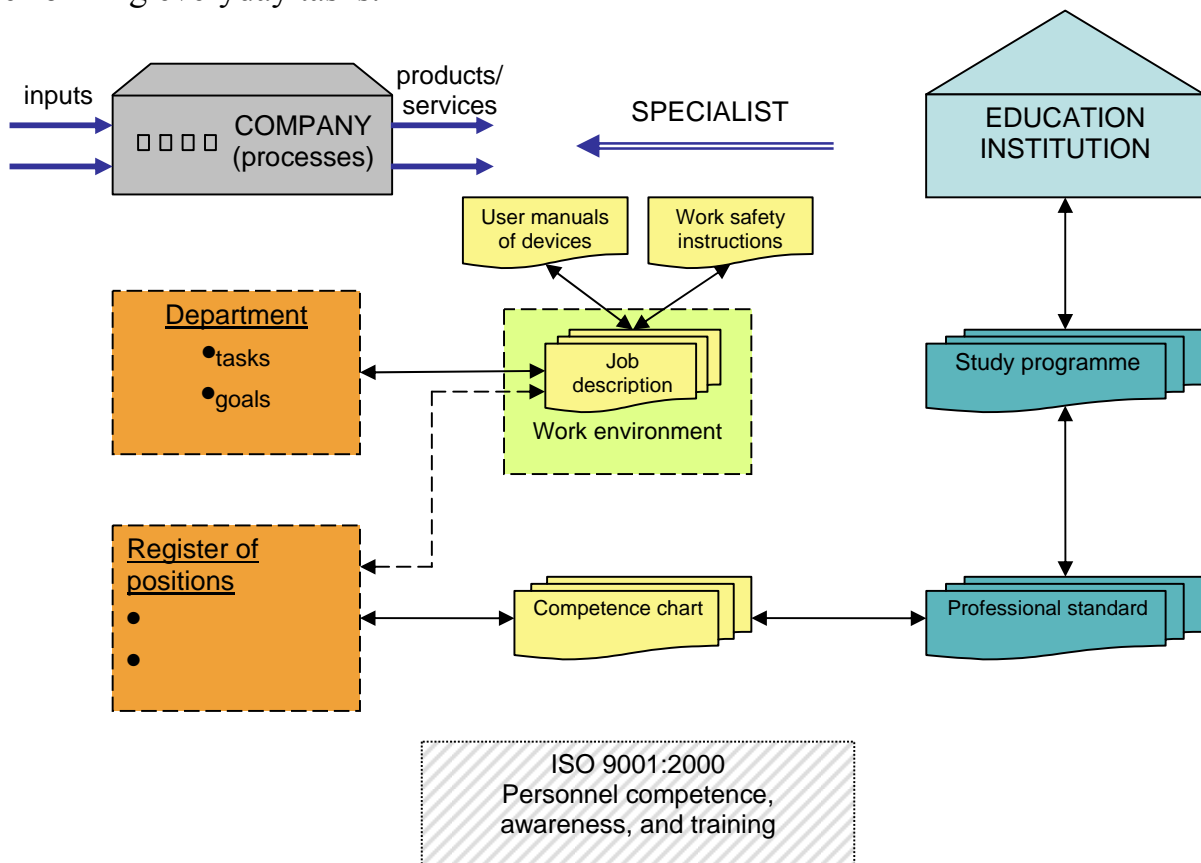 everyday tasks.
inputs
COMPANY
(processes)
products/
services
SPECIALIST
EDUCATION
INSTITUTION
User manuals
of devices
Work safety
instructions
Department
•tasks
•goals
Job
description
Work environment
Study programme
Register of
positions
•
•
Competence chart
Professional standard
ISO 9001:2000
Personnel competence,
awareness, and training